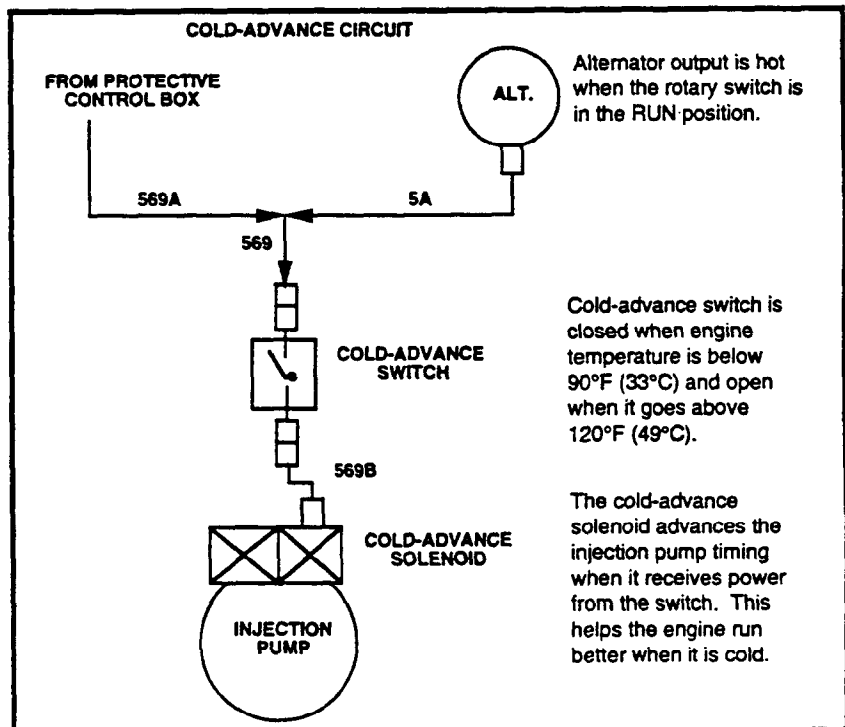 COLD-ADVANCE CIRCUIT
FROM PROTECTIVE
CONTROL BOX
ALT.
Alternator output is hot
when the rotary switch is
in the RUN position.
569A
5A
569
COLD-ADVANCE
SWITCH
Cold-advance switch is
closed when engine
temperature is below
90°F (33°C) and open
when it goes above
120°F (49°C).
569B
COLD-ADVANCE
SOLENOID
The cold-advance
solenoid advances the
injection pump timing
when it receives power
from the switch. This
helps the engine run
better when it is cold.
INJECTION
PUMP